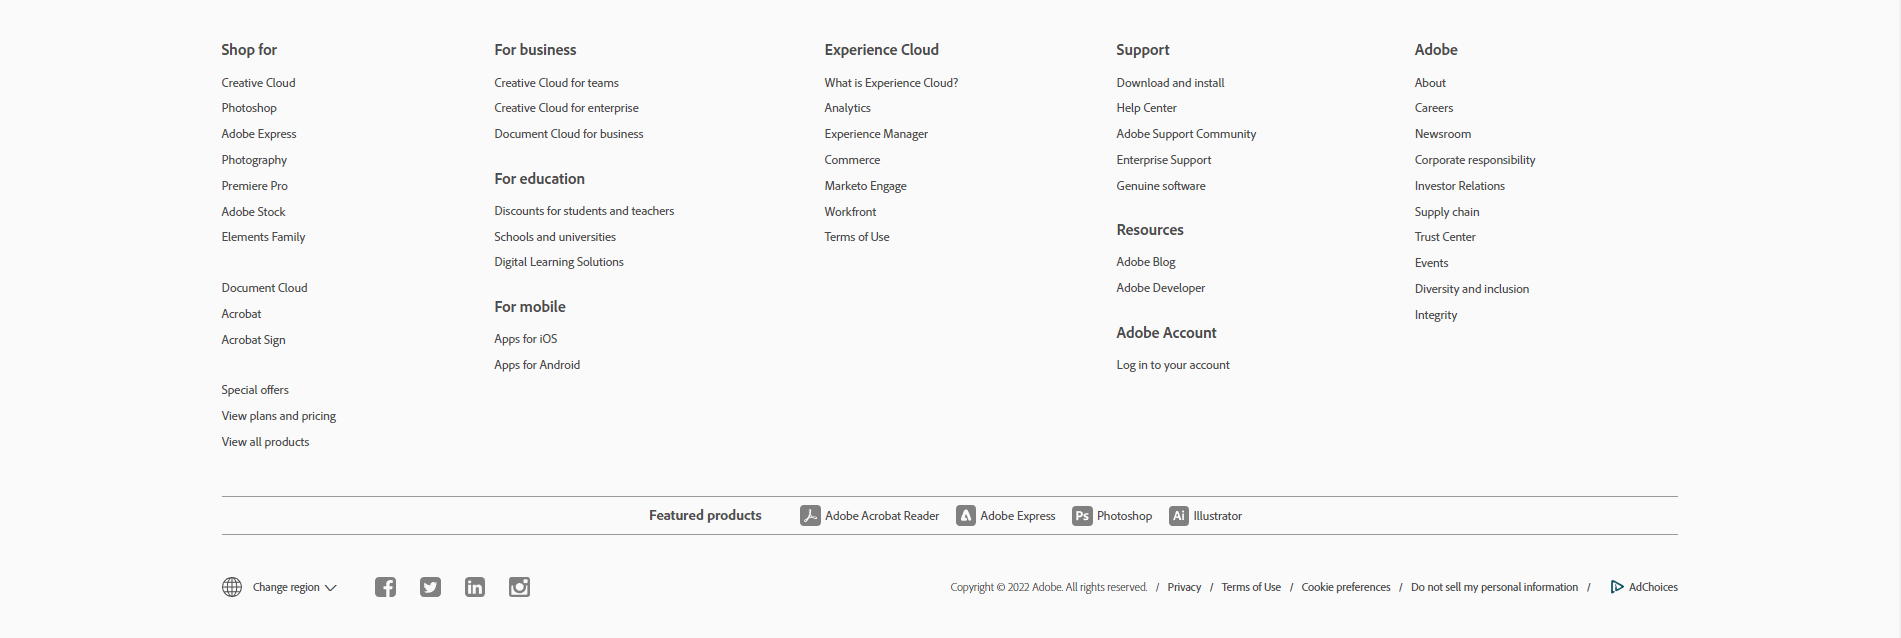 Shop for
Creative Cloud
Photoshop
Adobe Express
Photography
Premiere Pro
Adobe Stock
Elements Family
Document Cloud
Acrobat
Acrobat Sign
Special offers
View plans and pricing
View all products
For business
Creative Cloud for teams
Creative Cloud for enterprise
Document Cloud for business
For education
Discounts for students and teachers
Schools and universities
Digital Learning Solutions
For mobile
Apps for iOS
Apps for Android
Experience Cloud
What is Experience Cloud?
Analytics
Experience Manager
Commerce
Marketo Engage
Workfront
Terms of Use
Support
Download and install
Help Center
Adobe Support Community
Enterprise Support
Genuine software
Resources
Adobe Blog
Adobe Developer
Adobe Account
Log in to your account
Adobe
About
Careers
Newsroom
Corporate responsibility
Investor Relations
Supply chain
Trust Center
Events
Diversity and inclusion
Integrity
Featured products Adobe Acrobat Reader Adobe Express Ps Photoshop Ai Illustrator
Change region in Copyright © 2022 Adobe. All rights reserved. / Privacy / Terms of Use / Cookie preferences / Do not sell my personal information / AdChoices